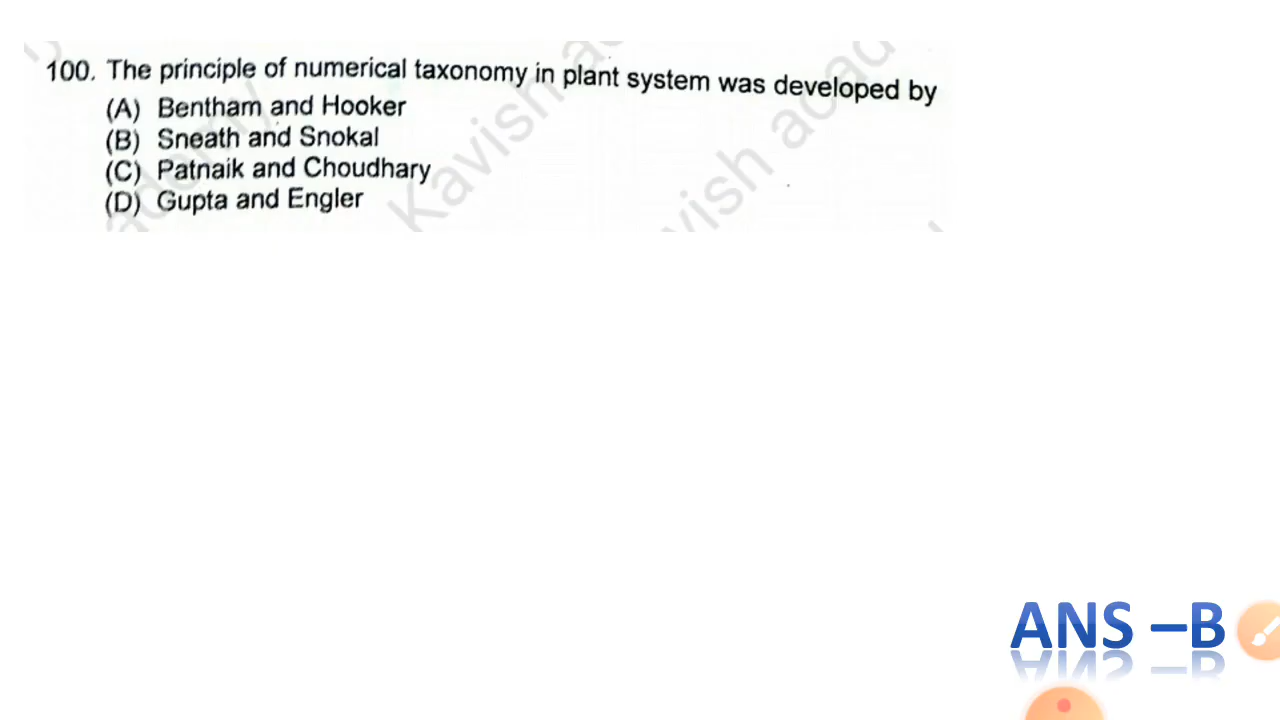 100. The principle of numerical taxonomy in plant system was developed by
(A) Bentham and Hooker
(B) Sneath and Snokal
(C) Patnaik and Choudhary
(D) Gupta and Engler
Kavish
ANS –B